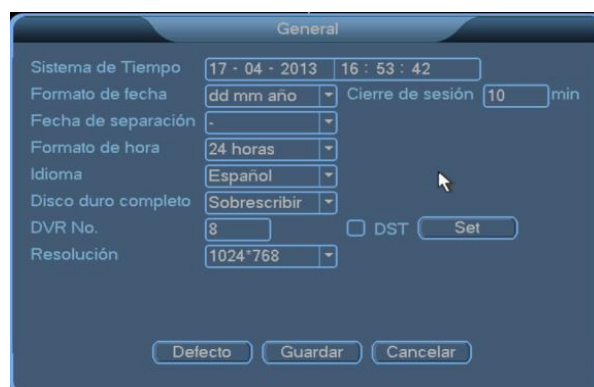 General
Sistema de Tiempo 17 - 04 - 2013 16 : 53 : 42
Formato de fecha dd mm año Cierre de sesión 10 min
Fecha de separación -
Formato de hora 24 horas
Idioma Español
Disco duro completo Sobrescribir
DVR No. 8 DST Set
Resolución 1024*768
Defecto Guardar Cancelar